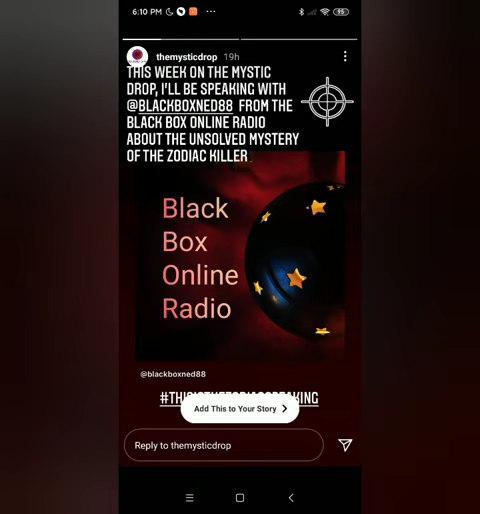 6:10 PM
95
themysticdrop 19h
THIS WEEK ON THE MYSTIC
DROP, I'LL BE SPEAKING WITH
@BLACKBOXNED88 FROM THE
BLACK BOX ONLINE RADIO
ABOUT THE UNSOLVED MYSTERY
OF THE ZODIAC KILLER
Black
Box
Online
Radio
@blackboxned88
Add This to Your Story
Reply to themysticdrop